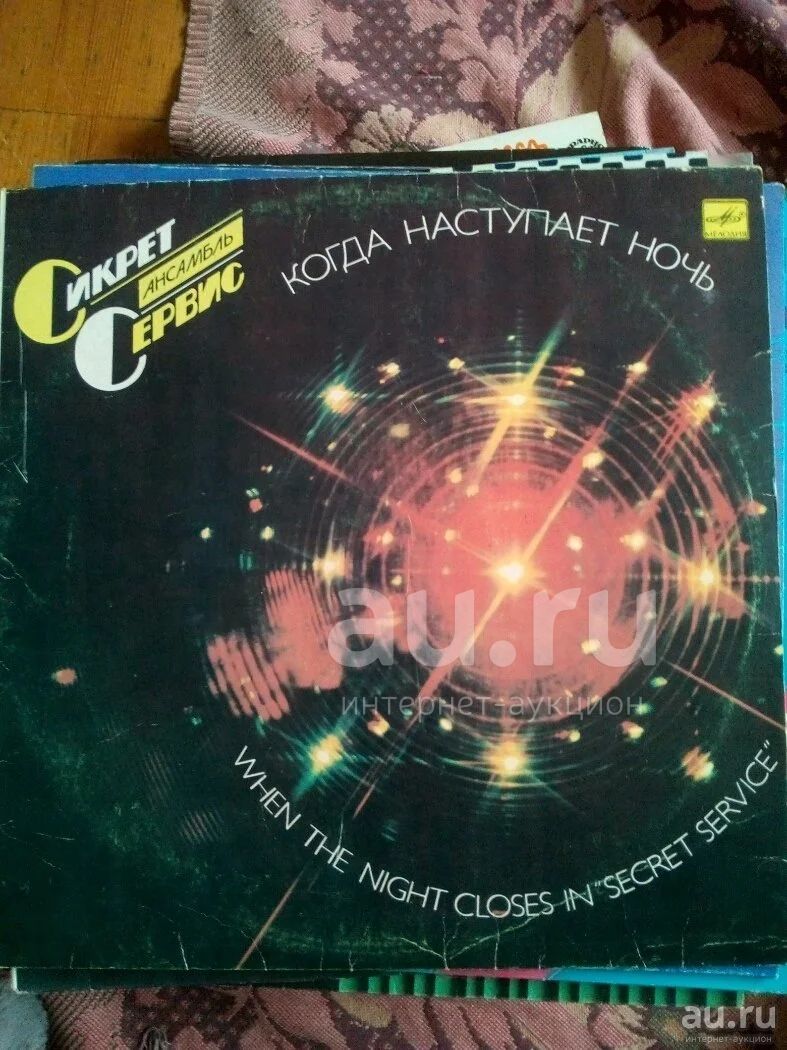 СИКРЕТ
АНСАМБЛЬ
СЕРВИС
КОГДА НАСТУПАЕТ НОЧЬ
МЕЛОДИЯ
au.ru
интернет-аукцион
WHEN THE NIGHT CLOSES IN "SECRET SERVICE"
au.ru
интернет-аукцион